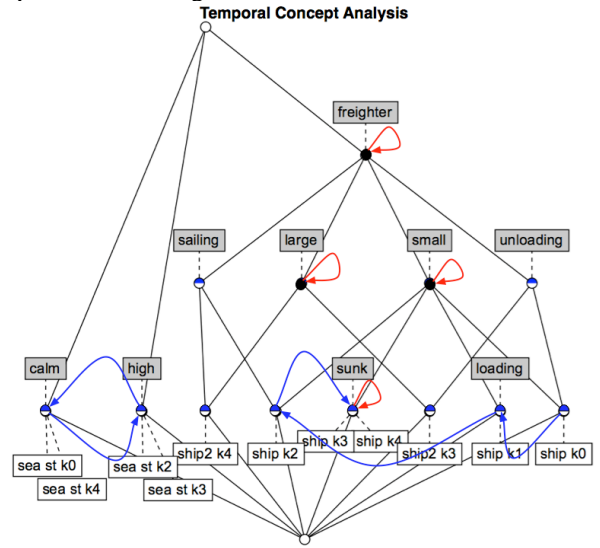 Temporal Concept Analysis
freighter
sailing
large
small
unloading
calm
high
sunk
loading
ship k3
ship k4
ship2 k4
ship k2
ship2 k3
ship k1
ship k0
sea st k0
sea st k2
sea st k4
sea st k3